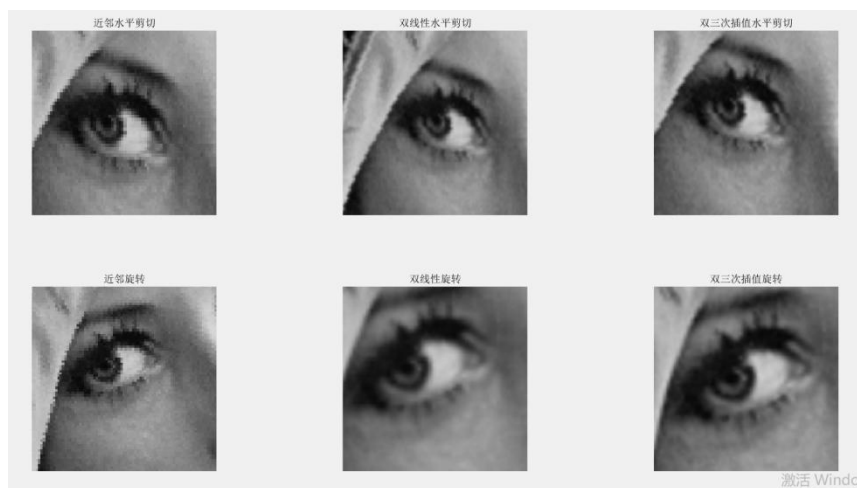 近邻水平剪切
双线性水平剪切
双三次插值水平剪切
近邻旋转
双线性旋转
双三次插值旋转
激活 Windo